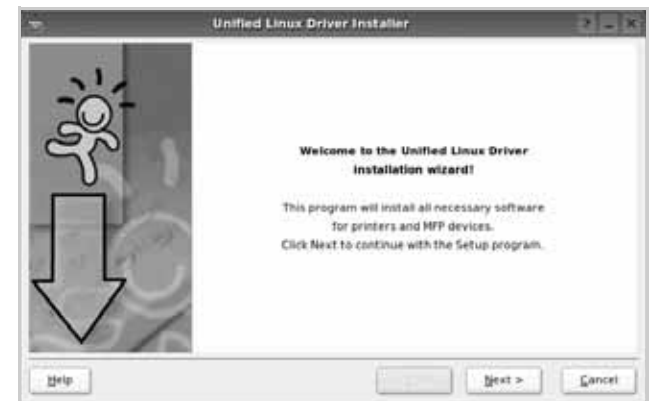 Unified Linux Driver Installer
Welcome to the Unified Linux Driver
installation wizard!
This program will install all necessary software
for printers and MFP devices.
Click Next to continue with the Setup program.
Help
Next >
Cancel